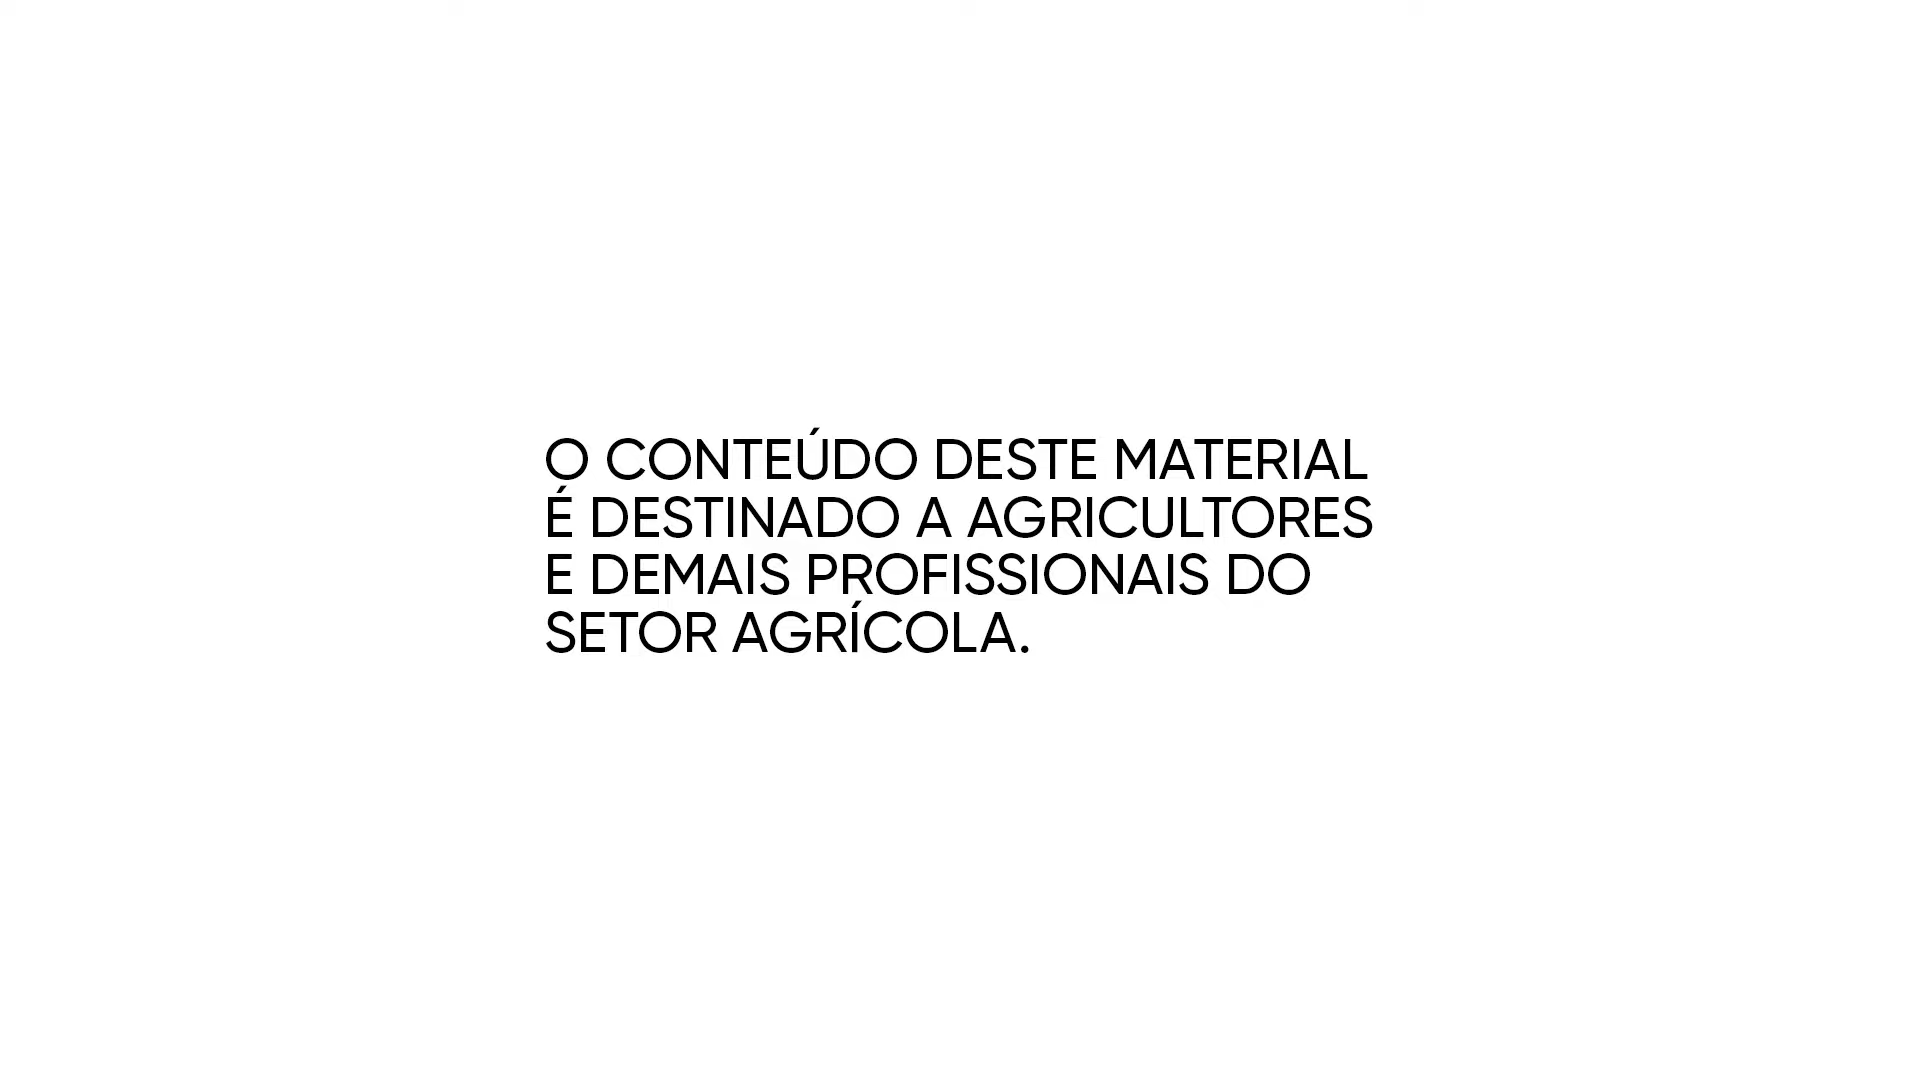 O CONTEÚDO DESTE MATERIAL
É DESTINADO A AGRICULTORES
E DEMAIS PROFISSIONAIS DO
SETOR AGRÍCOLA.